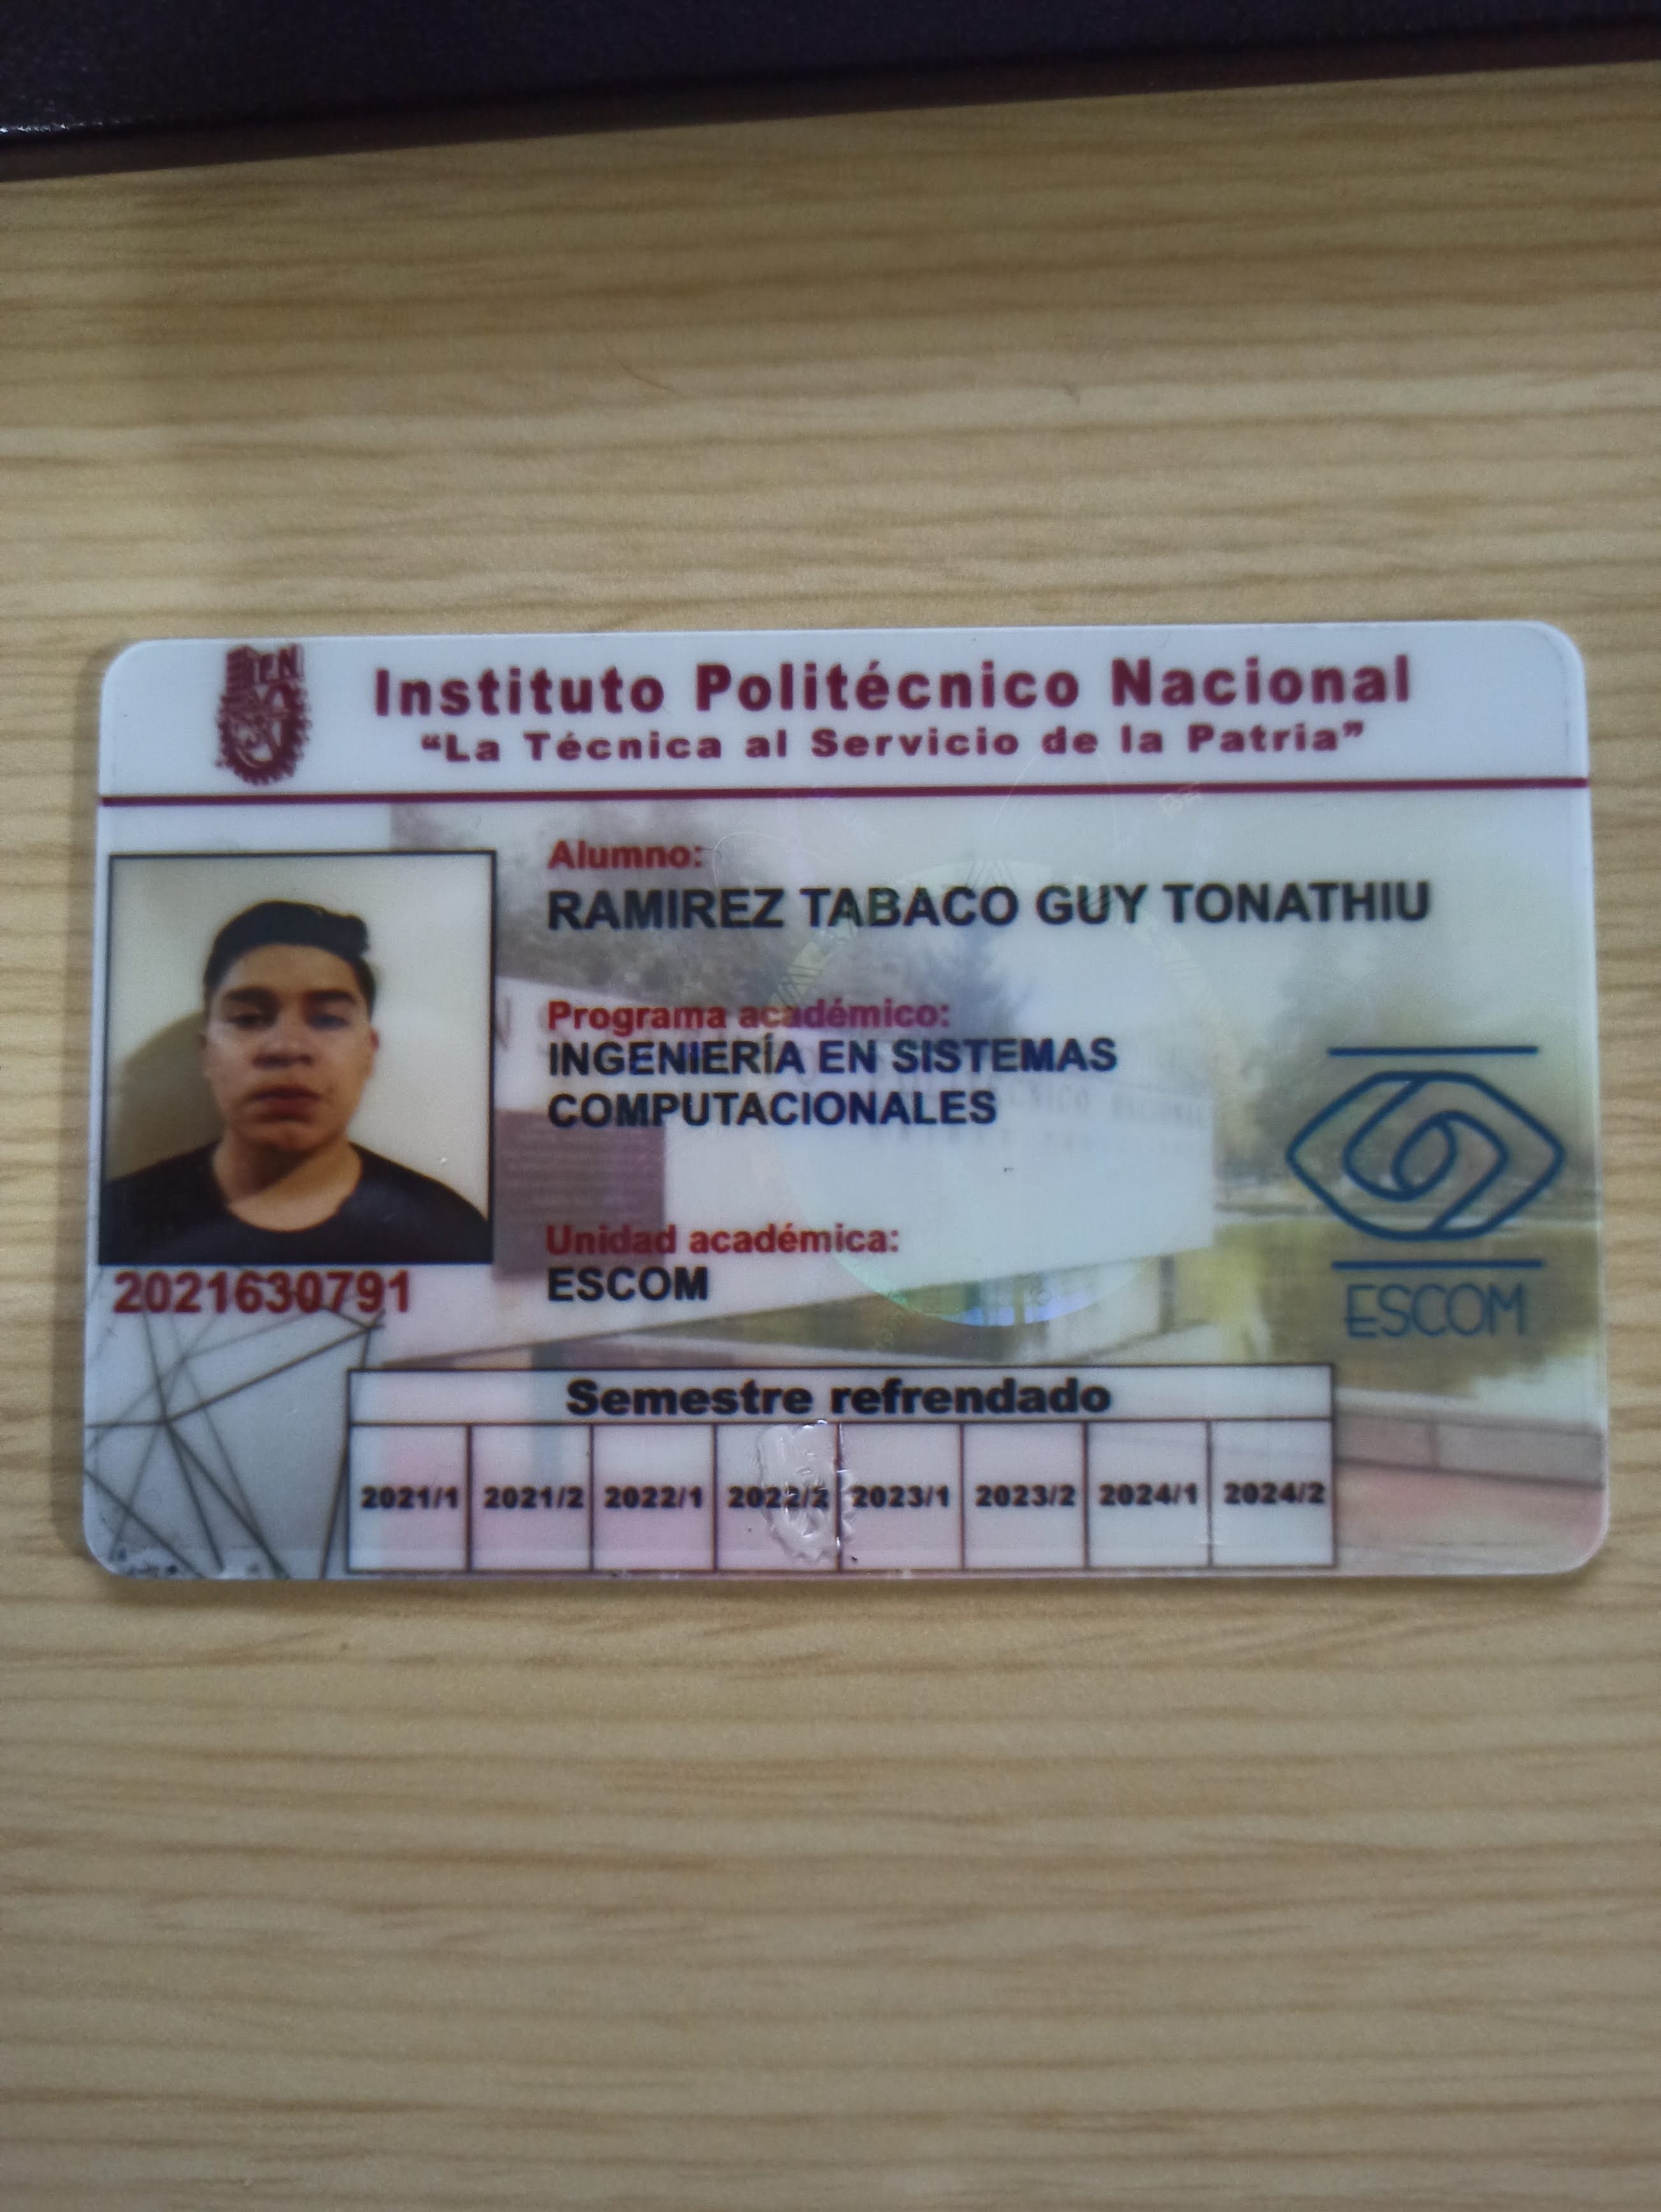 IPN
Instituto Politécnico Nacional
“La Técnica al Servicio de la Patria”
Alumno:
RAMIREZ TABACO GUY TONATHIU
Programa académico:
INGENIERÍA EN SISTEMAS
COMPUTACIONALES
Unidad académica:
ESCOM
2021630791
ESCOM
Semestre refrendado
2021/1 2021/2 2022/1 2022/2 2023/1 2023/2 2024/1 2024/2